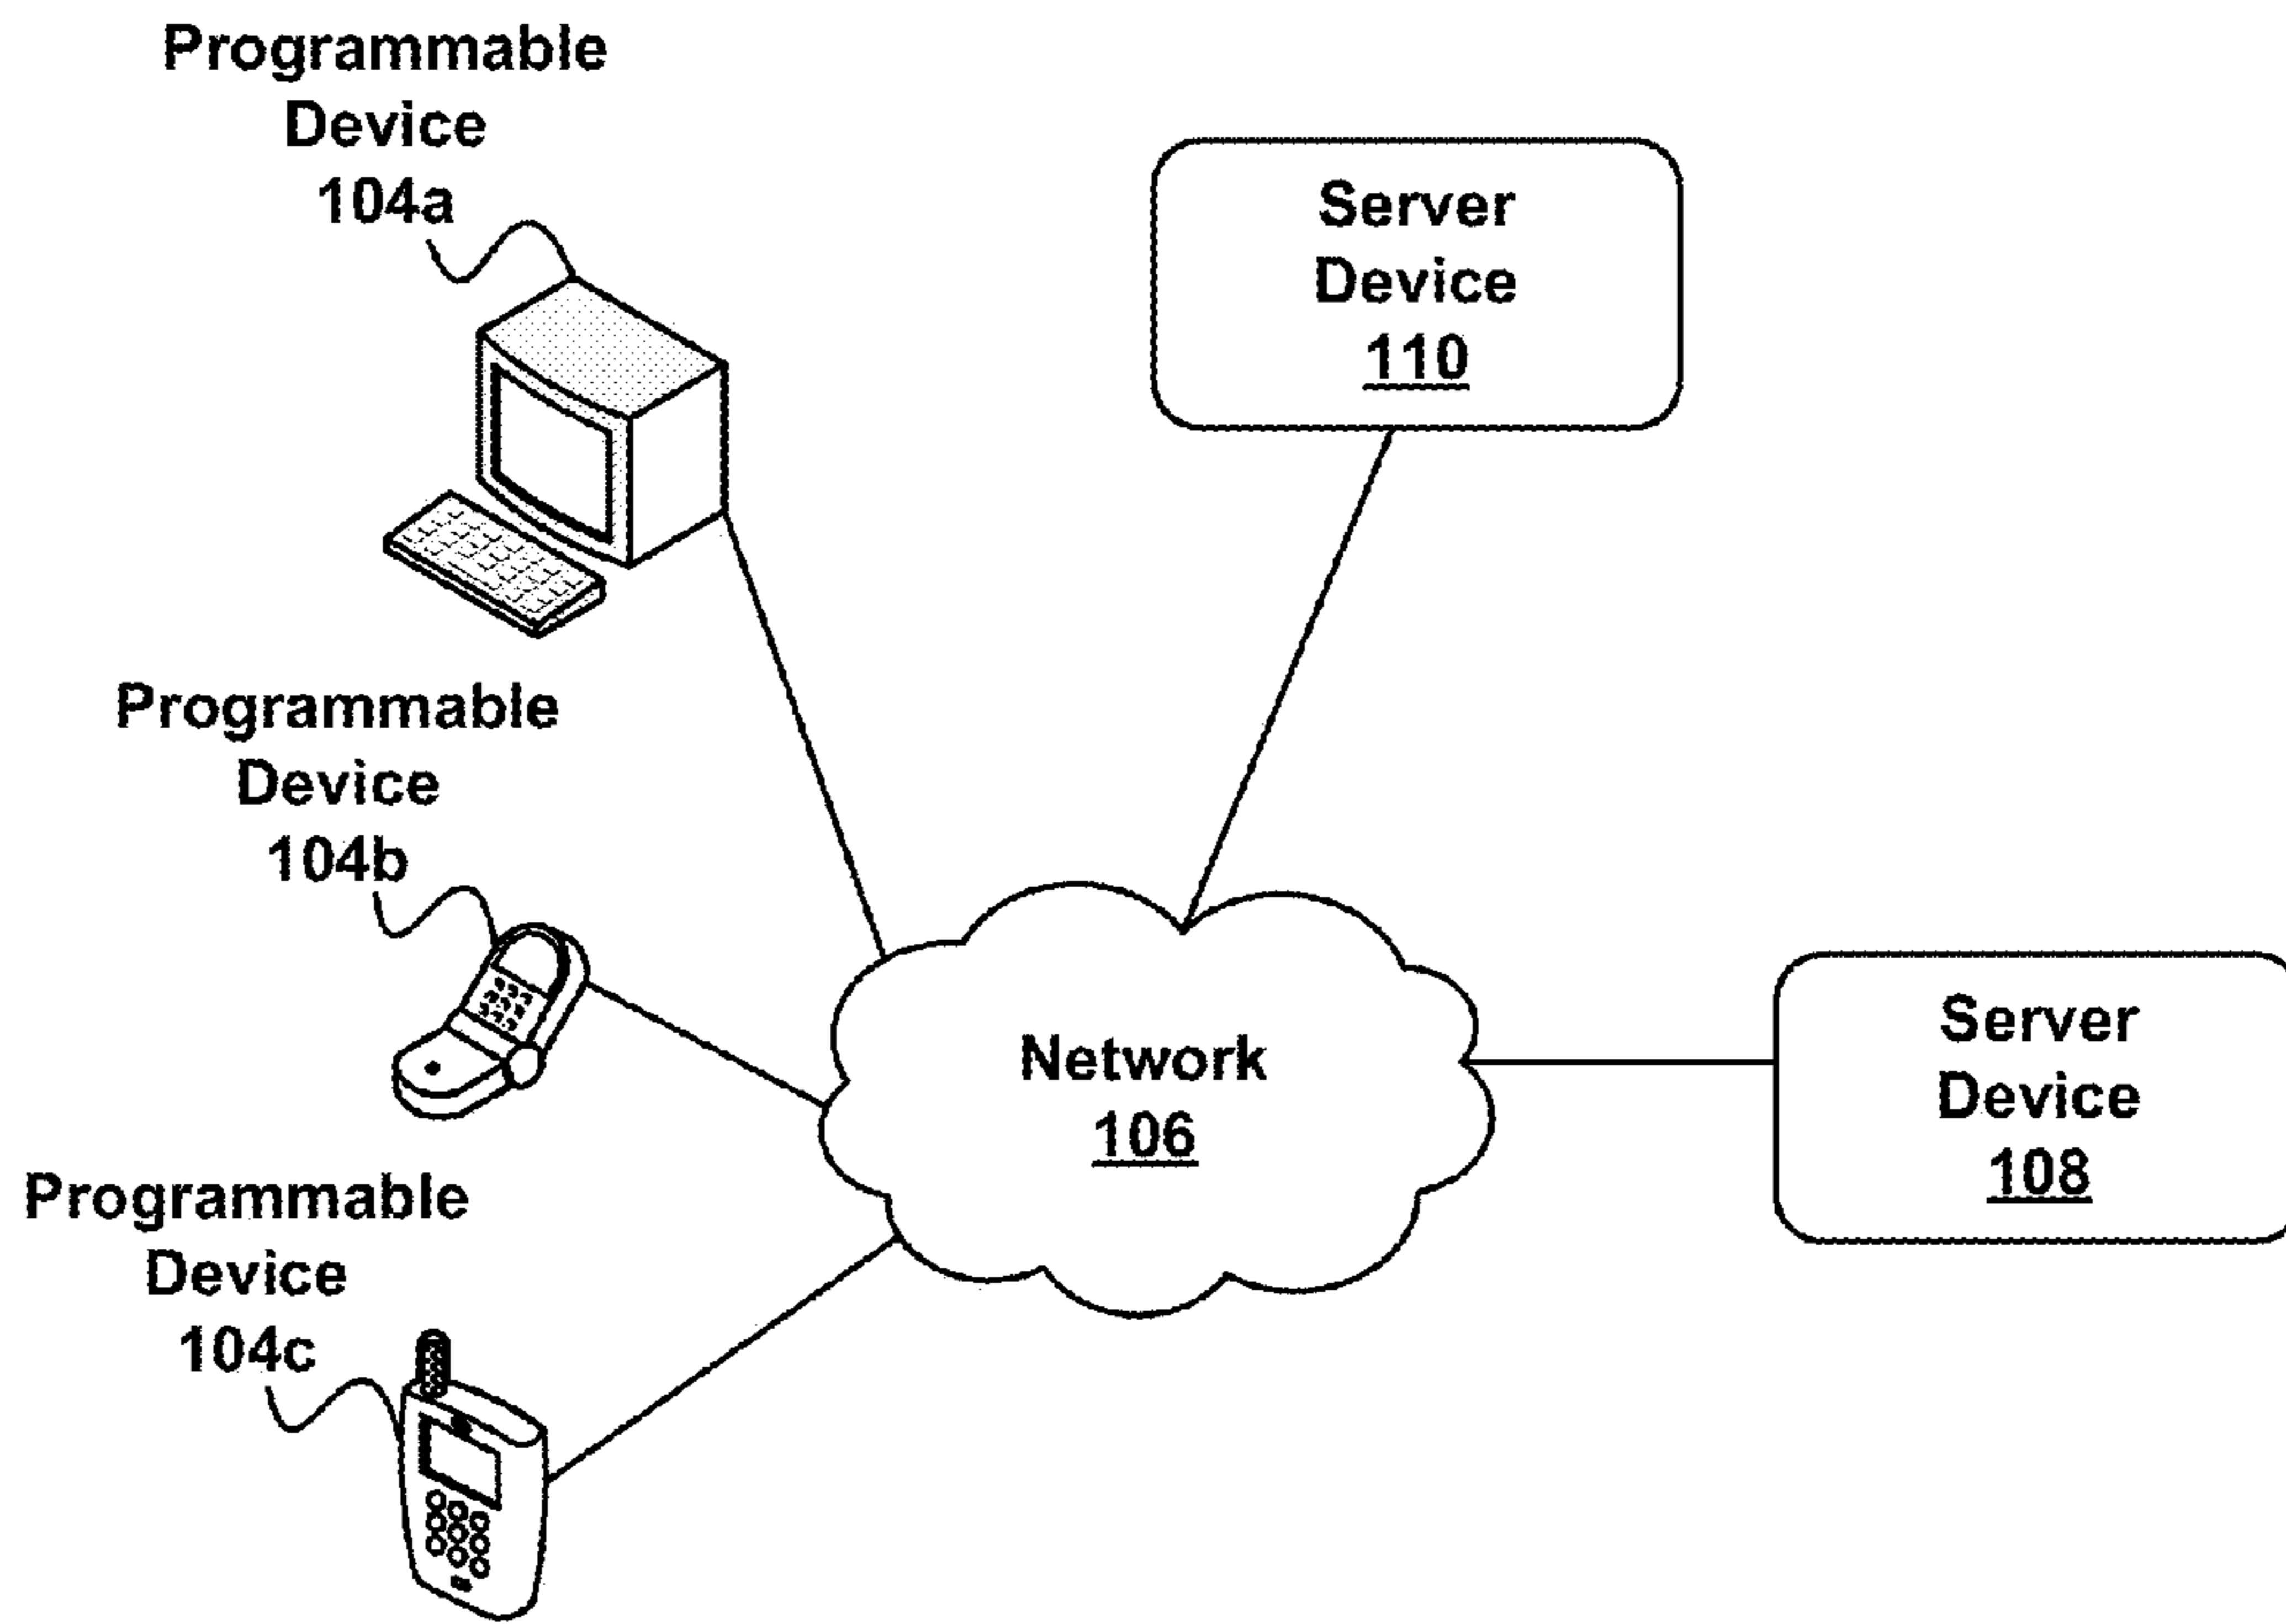 Programmable
Device
104a
Server
Device
110
Programmable
Device
104b
Network
106
Server
Device
108
Programmable
Device
104c